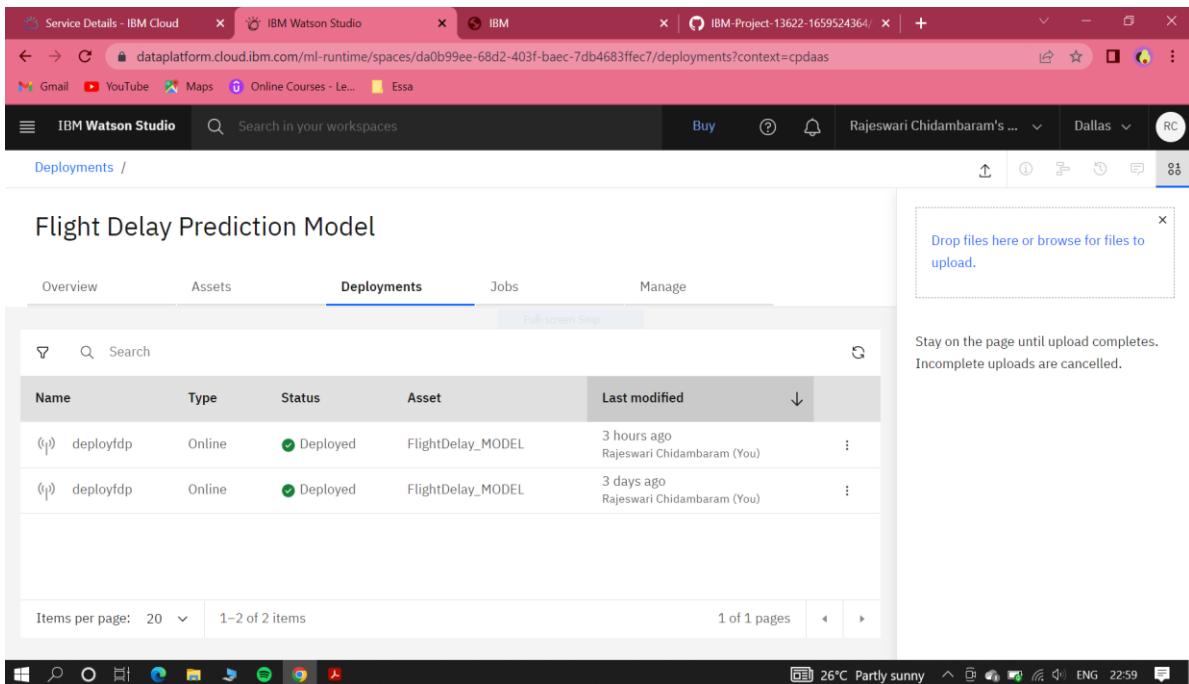 Service Details - IBM Cloud
IBM Watson Studio
IBM
IBM-Project-13622-1659524364/
dataplatform.cloud.ibm.com/ml-runtime/spaces/da0b99ee-68d2-403f-baec-7db4683ffec7/deployments?context=cpdaas
Gmail YouTube Maps Online Courses - Le... Essa
IBM Watson Studio Search in your workspaces Buy Rajeswari Chidambaram's ... Dallas RC
Deployments /
Flight Delay Prediction Model
Drop files here or browse for files to
upload.
Overview Assets Deployments Jobs Manage
Full-screen Snip
Stay on the page until upload completes.
Incomplete uploads are cancelled.
Search
Name Type Status Asset Last modified
deployfdp Online Deployed FlightDelay_MODEL 3 hours ago
Rajeswari Chidambaram (You)
deployfdp Online Deployed FlightDelay_MODEL 3 days ago
Rajeswari Chidambaram (You)
Items per page: 20 1–2 of 2 items 1 of 1 pages
26°C Partly sunny ENG 22:59